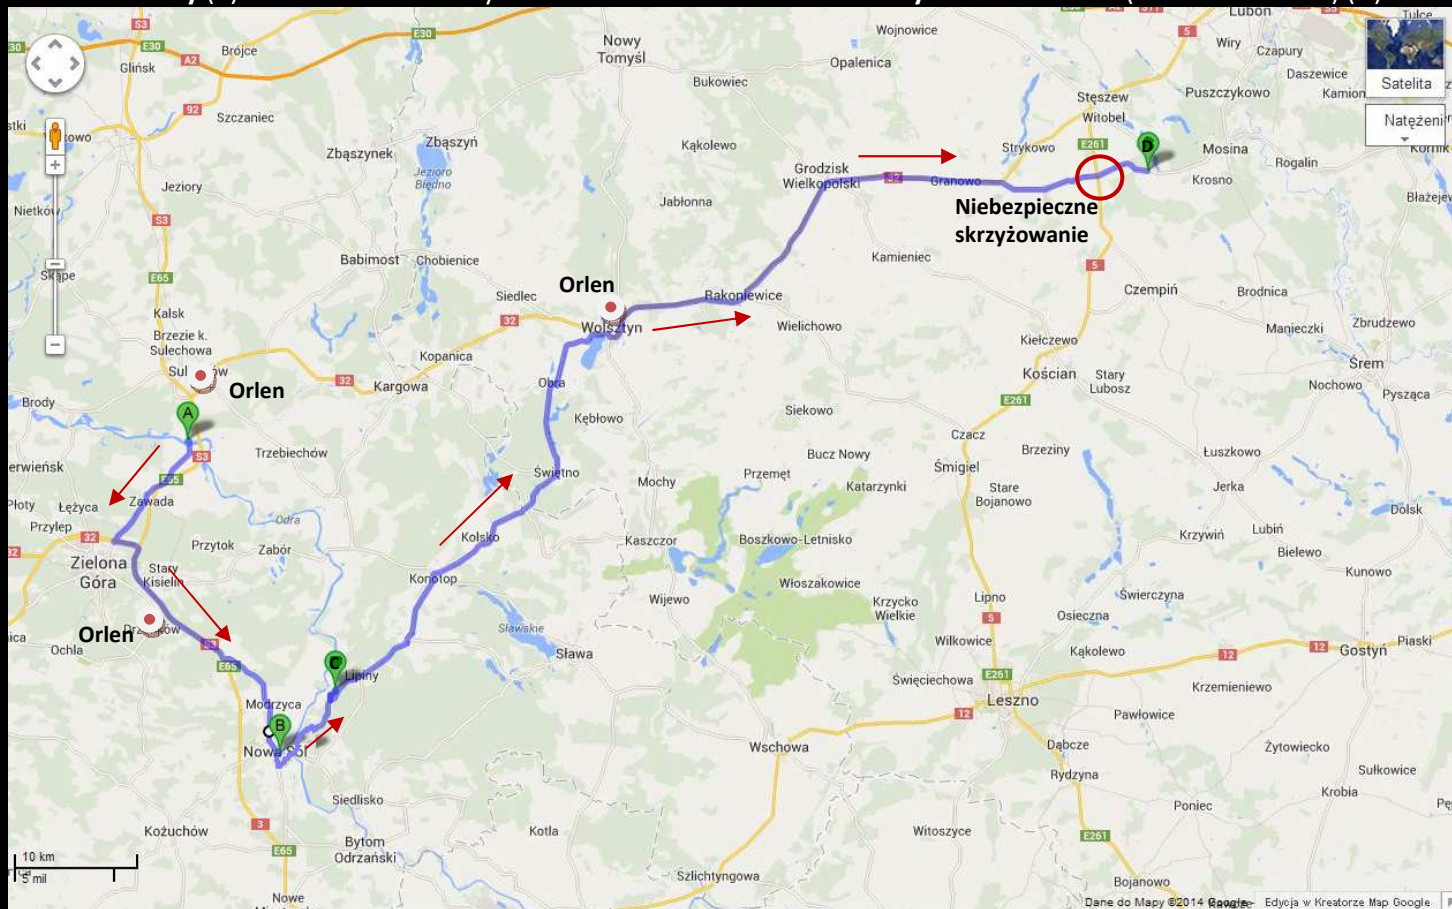 Nowy
Tomyśl
Wojnowice
Opalenica
Bukowiec
Brójce
Glińsk
Szczaniec
Zbąszyń
Zbąszynek
Jezioro
Błędno
Jeziory
Kąkolewo
Jabłonna
Grodzisk
Wielkopolski
Granowo
Strykowo
Stęszew
Witobel
Luboń
Wiry
Czapury
Tulce
Daszewice
Puszczykowo
Satelita
Mosina
Rogalin
Krosno
Kórnik
Niebezpieczne
skrzyżowanie
Kamieniec
Babimost
Chobienice
Siedlec
Orlen
Wolsztyn
Rakoniewice
Wielichowo
Czempiń
Brodnica
Manieczki
Zbrudzewo
Śrem
Nochowo
Pysząca
Kiełczewo
Kościan
Stary
Lubosz
Kalsk
Brzezie k.
Sulechowa
Orlen
Kopanica
Kargowa
Obra
Kębłowo
Siekowo
Brody
Trzebiechów
Świętno
Mochy
Przemęt
Bucz Nowy
Katarzynki
Czacz
Śmigiel
Brzeziny
Stare
Bojanowo
Łuszkowo
Jerka
Dolsk
Płoty
Łężyca
Zawada
Przylep
Odra
Przytok
Zabór
Kolsko
Kaszczor
Boszkowo-Letnisko
Krzywiń
Lubiń
Bielewo
Kunowo
Zielona
Góra
Stary
Kisielin
Konotop
Wijewo
Włoszakowice
Krzycko
Wielkie
Lipno
Osieczna
Świerczyna
Orlen
Ochla
Sławskie
Sława
Wilkowice
Kąkolewo
Gostyń
Piaski
Lipiny
Święciechowa
Leszno
Krzemieniewo
Modrzyca
Nowa Sól
Wschowa
Pawłowice
Dąbcze
Żytowiecko
Rydzyna
Sułkowice
Krobia
Poniec
Siedlisko
Kożuchów
Bytom
Odrzański
Kotla
Witoszyce
10 km
5 mil
Szlichtyngowa
Bojanowo
Nowe
Dane do Mapy ©2014 Google - Edycja w Kreatorze Map Google